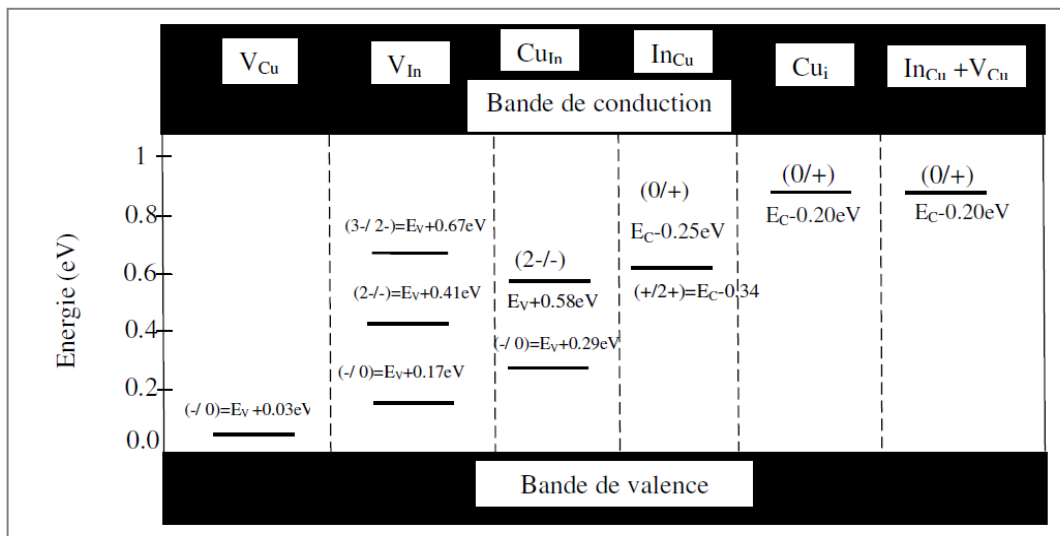 V_Cu
V_In
Cu_In
In_Cu
Cu_i
In_Cu +V_Cu
Bande de conduction
Energie (eV)
1
0.8
0.6
0.4
0.2
0.0
(-/ 0)=E_V+0.03eV
(3-/ 2-)=E_V+0.67eV
(2-/-)=E_V+0.41eV
(-/ 0)=E_V+0.17eV
(2-/-)
E_V+0.58eV
(-/ 0)=E_V+0.29eV
(0/+)
E_C-0.25eV
(+/2+)=E_C-0.34
(0/+)
E_C-0.20eV
(0/+)
E_C-0.20eV
Bande de valence